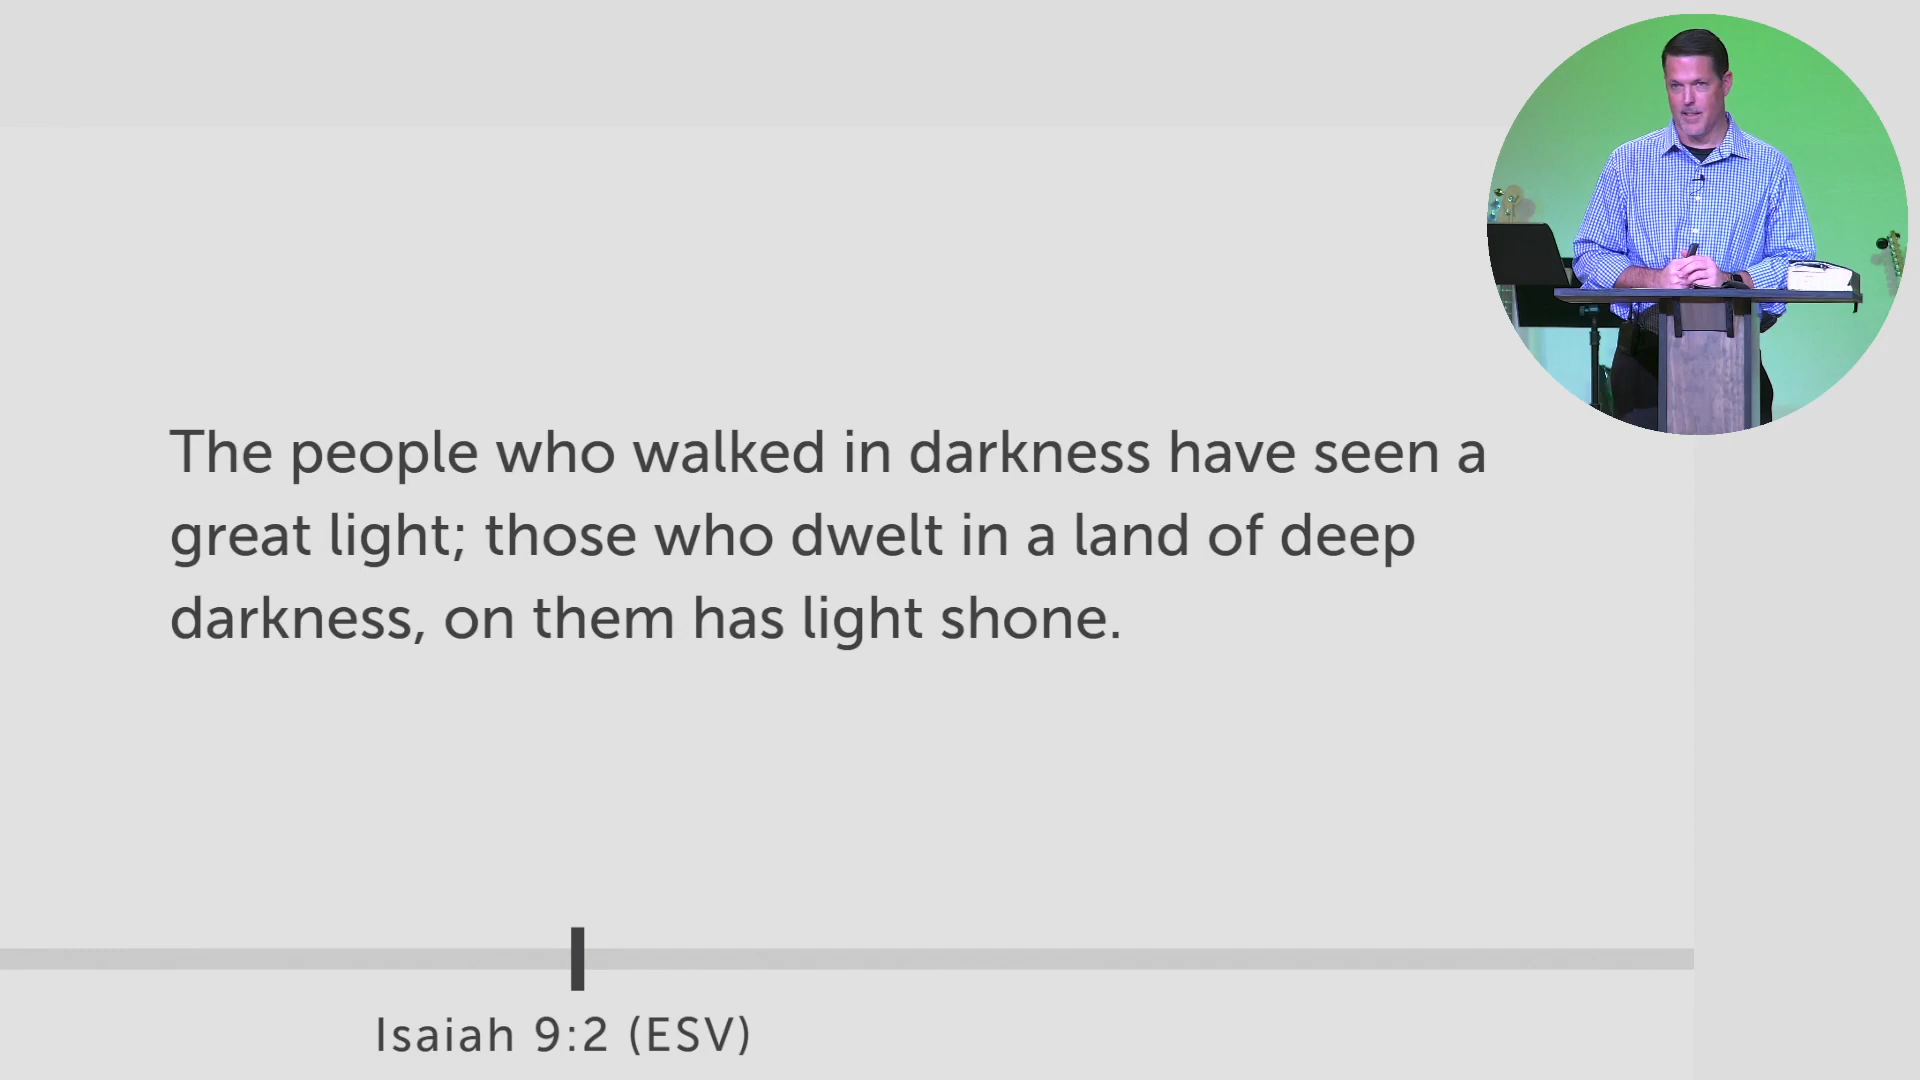 The people who walked in darkness have seen a
great light; those who dwelt in a land of deep
darkness, on them has light shone.
Isaiah 9:2 (ESV)